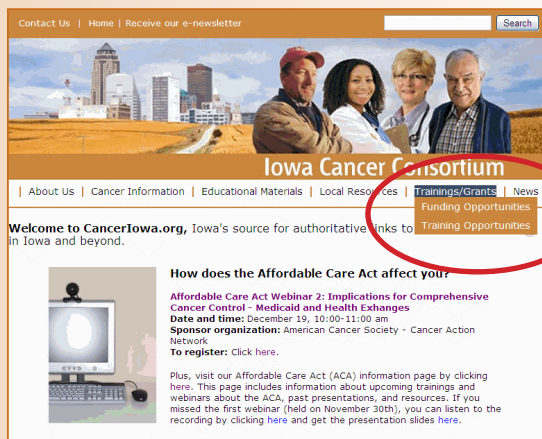 Contact Us | Home | Receive our e-newsletter
Search
Iowa Cancer Consortium
| About Us | Cancer Information | Educational Materials | Local Resources | Trainings/Grants | News
Funding Opportunities
Training Opportunities
Welcome to CancerIowa.org, Iowa's source for authoritative links to
in Iowa and beyond.
How does the Affordable Care Act affect you?
Affordable Care Act Webinar 2: Implications for Comprehensive
Cancer Control - Medicaid and Health Exhanges
Date and time: December 19, 10:00-11:00 am
Sponsor organization: American Cancer Society - Cancer Action
Network
To register: Click here.
Plus, visit our Affordable Care Act (ACA) information page by clicking
here. This page includes information about upcoming trainings and
webinars about the ACA, past presentations, and resources. If you
missed the first webinar (held on November 30th), you can listen to the
recording by clicking here and get the presentation slides here.